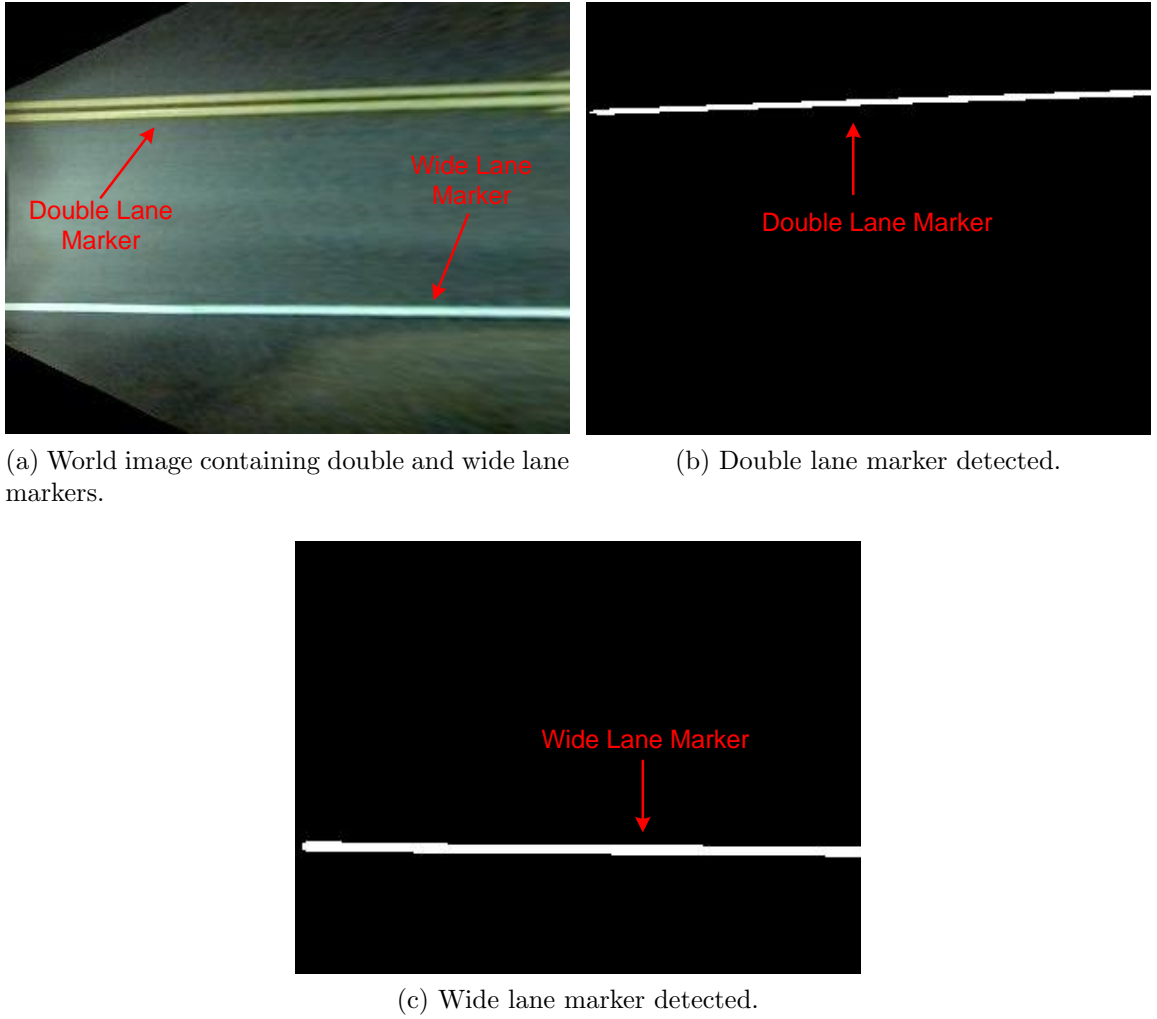 Wide Lane
Marker
Double Lane
Marker
Double Lane Marker
(a) World image containing double and wide lane
markers.
(b) Double lane marker detected.
Wide Lane Marker
(c) Wide lane marker detected.